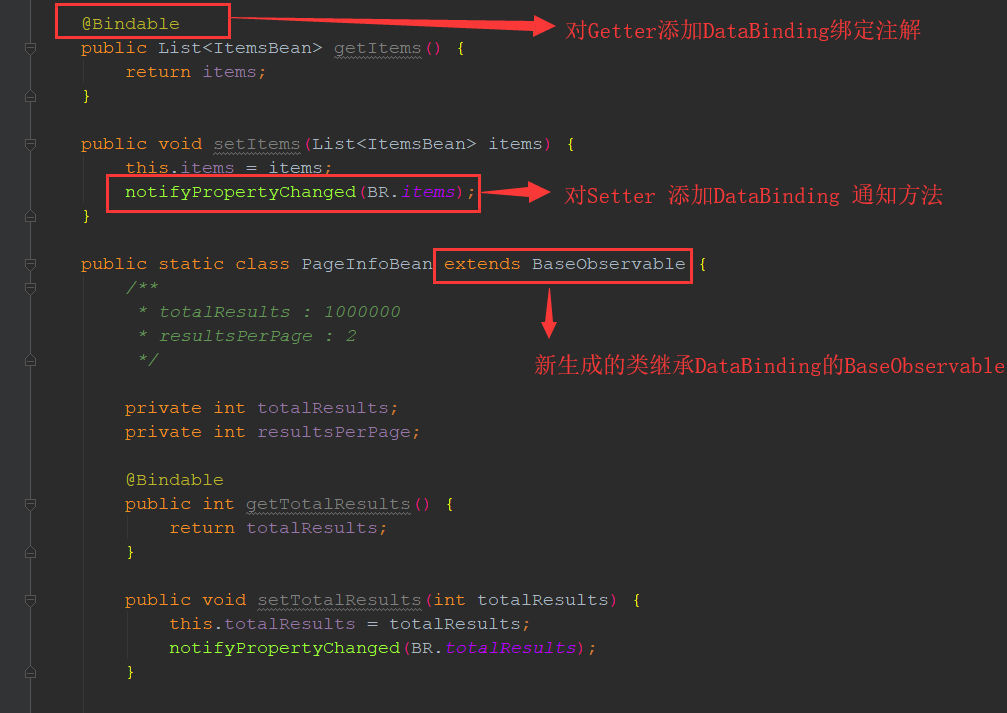 @Bindable
对Getter添加DataBinding绑定注解
public List<ItemsBean> getItems() {
return items;
}
public void setItems(List<ItemsBean> items) {
this.items = items;
notifyPropertyChanged(BR.items);
对Setter 添加DataBinding 通知方法
}
public static class PageInfoBean extends BaseObservable {
/**
* totalResults : 1000000
* resultsPerPage : 2
*/
新生成的类继承DataBinding的BaseObservable
private int totalResults;
private int resultsPerPage;
@Bindable
public int getTotalResults() {
return totalResults;
}
public void setTotalResults(int totalResults) {
this.totalResults = totalResults;
notifyPropertyChanged(BR.totalResults);
}